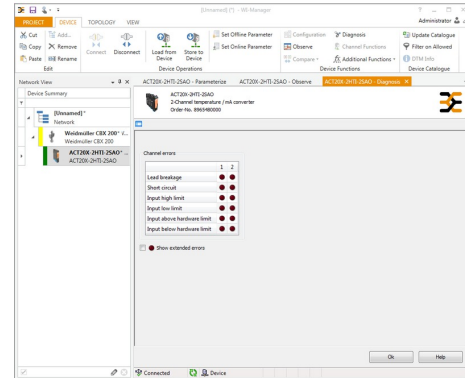 [Unnamed] (*) - WI-Manager
PROJECT DEVICE TOPOLOGY VIEW Administrator
Cut Add... Set Offline Parameter Configuration Diagnosis Update Catalogue
Copy Remove Set Online Parameter Observe Channel Functions Filter on Allowed
Paste Rename Connect Disconnect Load from Device Store to Device Compare Additional Functions DTM Info
Edit Device Operations Device Functions Device Catalogue
Network View ACT20X-2HTI-2SAO - Parameterize ACT20X-2HTI-2SAO - Observe ACT20X-2HTI-2SAO - Diagnosis
Device Summary
ACT20X-2HTI-2SAO
2-Channel temperature / mA converter
Order-No. 8965480000
[Unnamed]*
Network
Weidmüller CBX 200* /...
Weidmüller CBX 200
ACT20X-2HTI-2SAO* ...
ACT20X-2HTI-2SAO
Channel errors
1 2
Lead breakage
Short circuit
Input high limit
Input low limit
Input above hardware limit
Input below hardware limit
Show extended errors
Ok Help
Connected Device